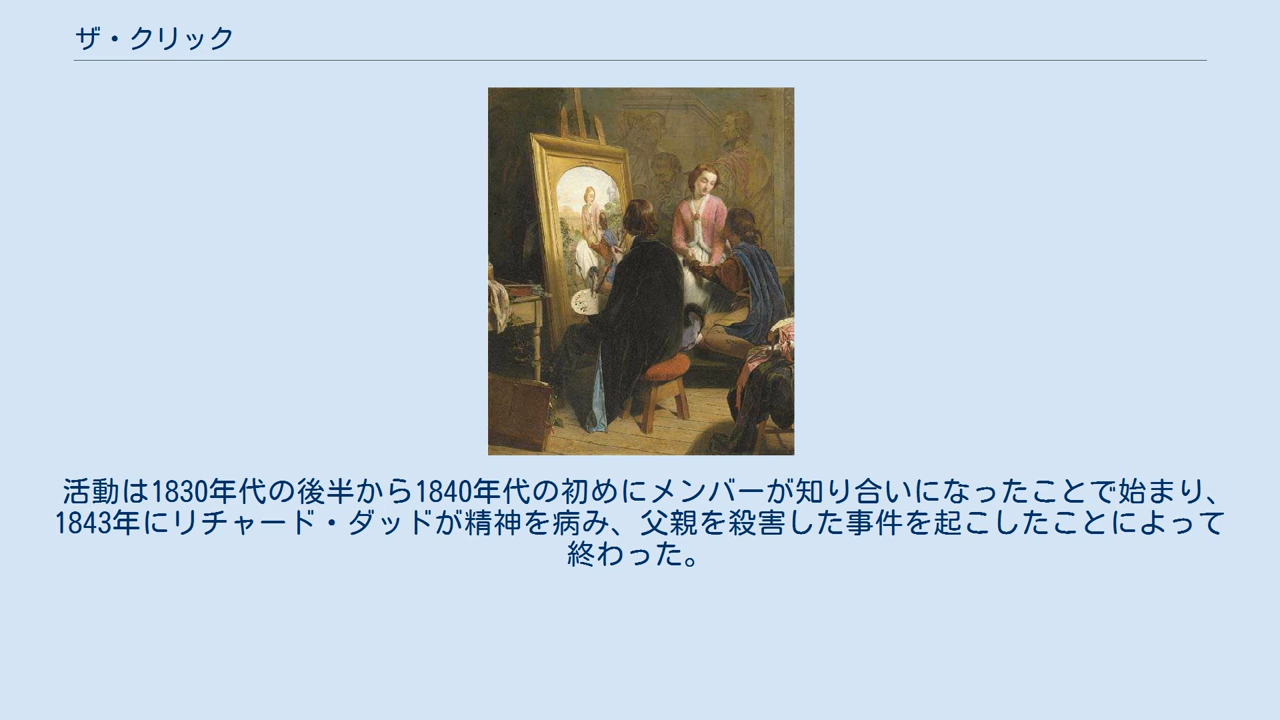 ザ・クリック
活動は1830年代の後半から1840年代の初めにメンバーが知り合いになったことで始まり、
1843年にリチャード・ダッドが精神を病み、父親を殺害した事件を起こしたことによって
終わった。